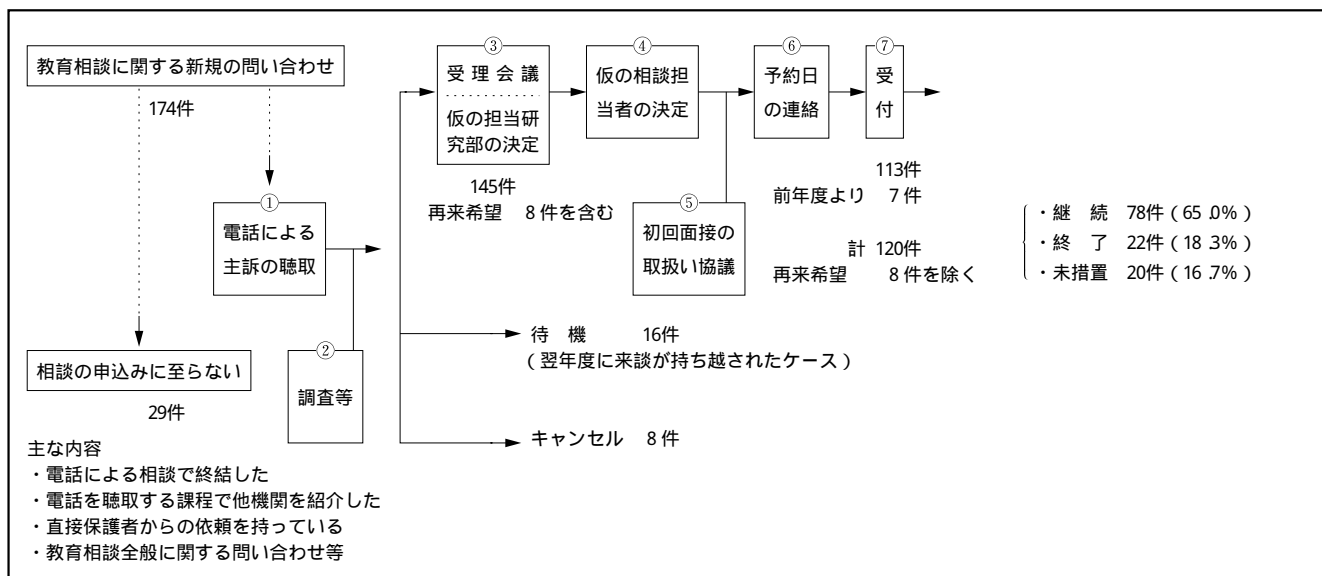 教育相談に関する新規の問い合わせ
174件
①
電話による
主訴の聴取
②
調査等
相談の申込みに至らない
29件
主な内容
・電話による相談で終結した
・電話を聴取する課程で他機関を紹介した
・直接保護者からの依頼を持っている
・教育相談全般に関する問い合わせ等
③
受理会議
仮の担当研
究部の決定
145件
再来希望 8件を含む
④
仮の相談担
当者の決定
⑤
初回面接の
取扱い協議
⑥
予約日
の連絡
⑦
受
付
113件
前年度より 7件
計 120件
再来希望 8件を除く
・継 続 78件(65.0%)
・終 了 22件(18.3%)
・未措置 20件(16.7%)
待 機 16件
(翌年度に来談が持ち越されたケース)
キャンセル 8件